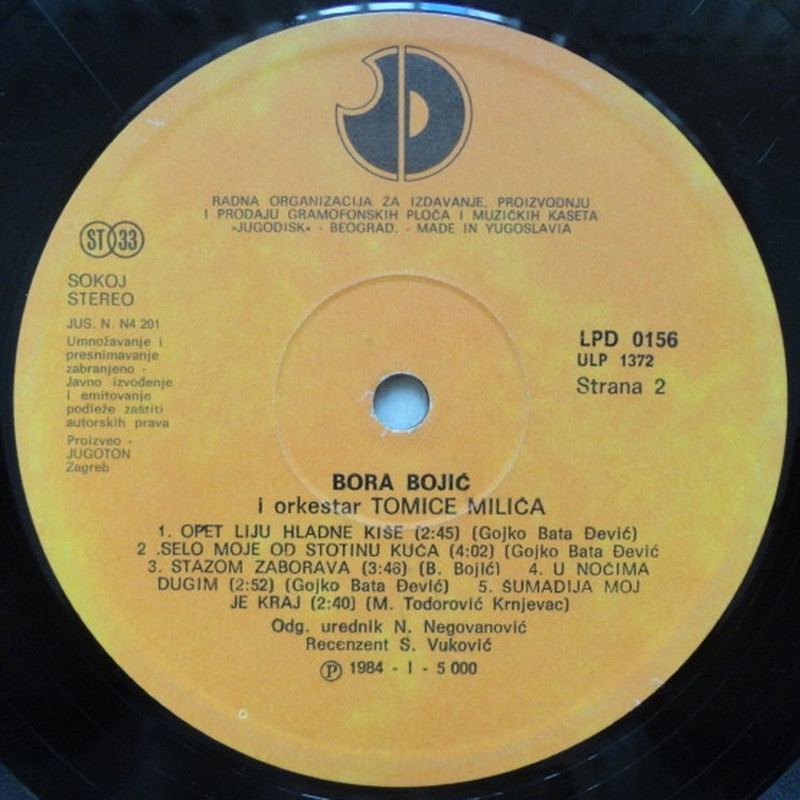 JD
RADNA ORGANIZACIJA ZA IZDAVANJE, PROIZVODNJU
I PRODAJU GRAMOFONSKIH PLOČA I MUZIČKIH KASETA
»JUGODISK« - BEOGRAD. - MADE IN YUGOSLAVIA
ST 33
SOKOJ
STEREO
JUS. N. N4 201
Umnožavanje i
presnimavanje
zabranjeno -
Javno izvođenje
i emitovanje
podleže zaštiti
autorskih prava
Proizveo -
JUGOTON
Zagreb
LPD 0156
ULP 1372
Strana 2
BORA BOJIĆ
i orkestar TOMICE MILIĆA
1. OPET LIJU HLADNE KIŠE (2:45) (Gojko Bata Đević)
2 .SELO MOJE OD STOTINU KUĆA (4:02) (Gojko Bata Đević
3. STAZOM ZABORAVA (3:46) (B. Bojić) 4. U NOĆIMA
DUGIM (2:52) (Gojko Bata Đević) 5. ŠUMADIJA MOJ
JE KRAJ (2:40) (M. Todorović Krnjevac)
Odg. urednik N. Negovanović
Recenzent S. Vuković
Ⓟ 1984 - I - 5 000